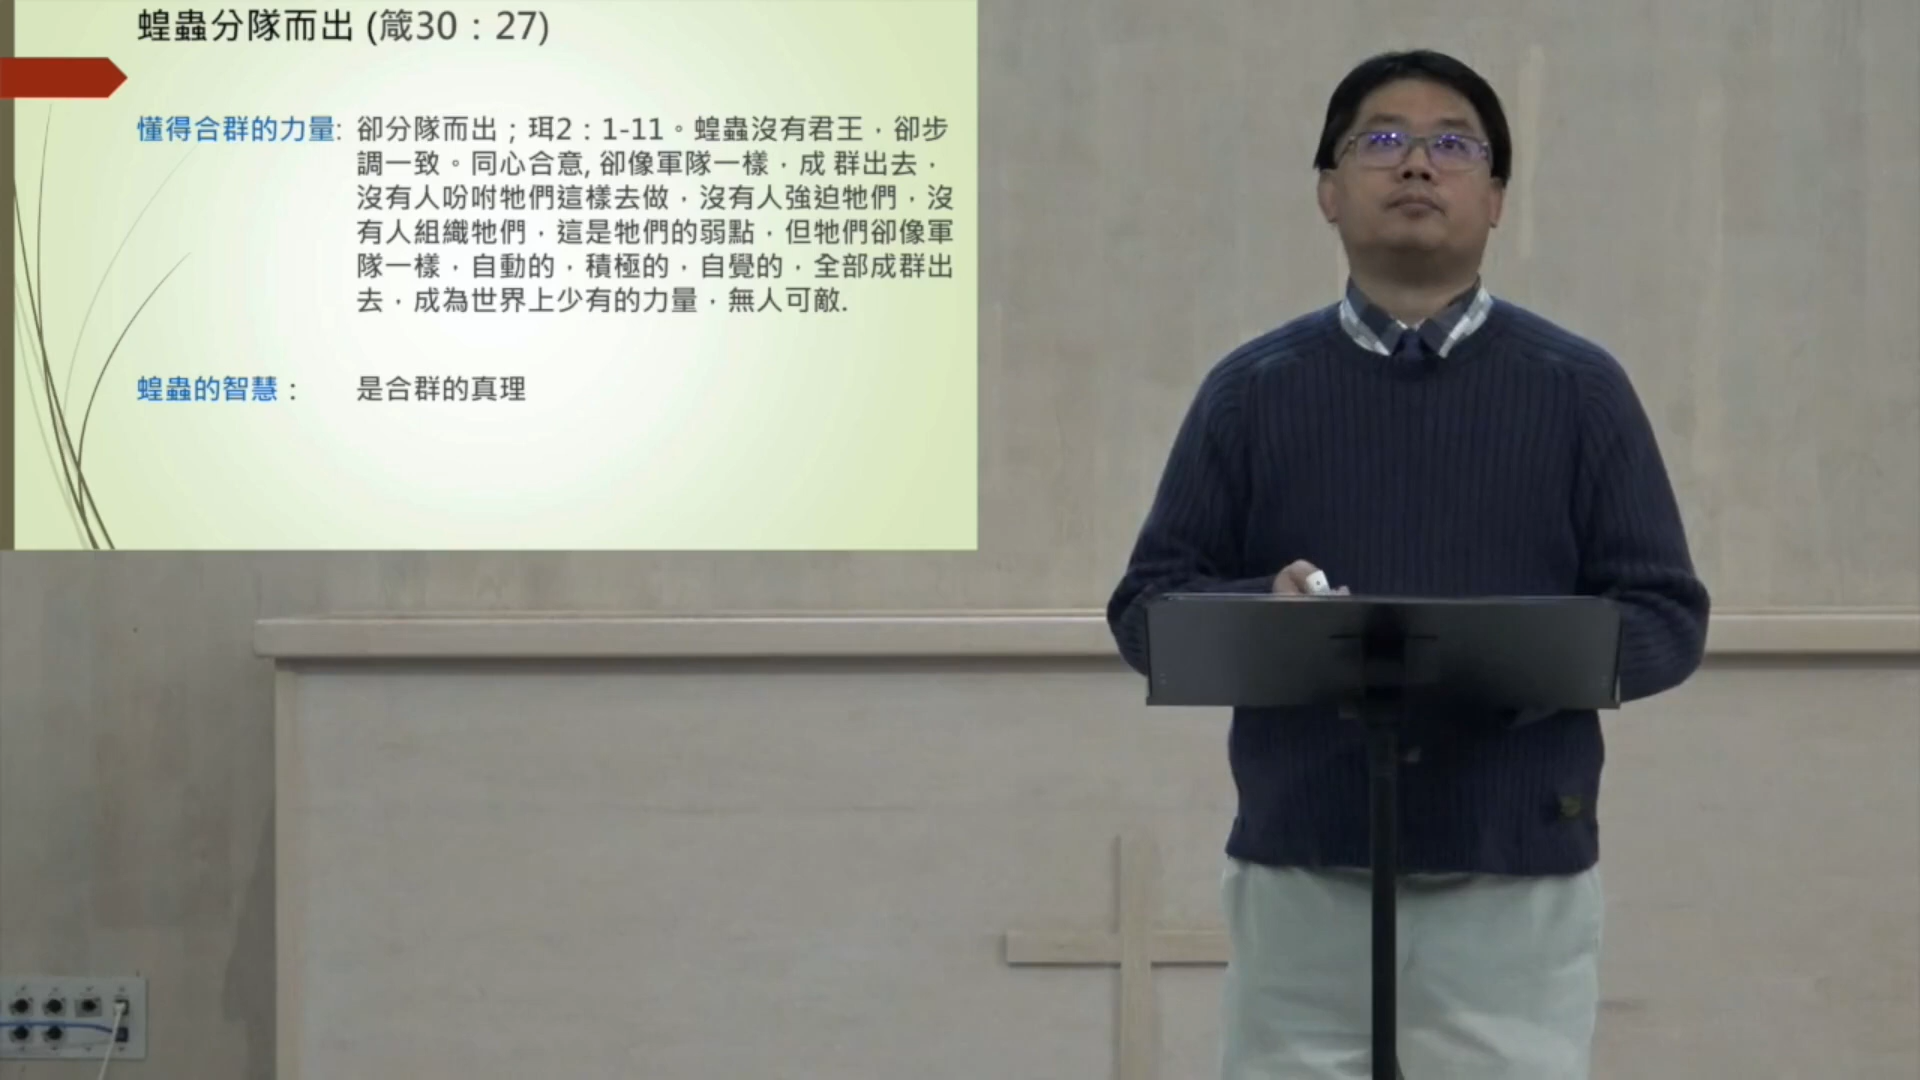 蝗蟲分隊而出 (箴30：27)
懂得合群的力量: 卻分隊而出；珥2：1-11。蝗蟲沒有君王，卻步
調一致。同心合意, 卻像軍隊一樣，成 群出去，
沒有人吩咐牠們這樣去做，沒有人強迫牠們，沒
有人組織牠們，這是牠們的弱點，但牠們卻像軍
隊一樣，自動的，積極的，自覺的，全部成群出
去，成為世界上少有的力量，無人可敵.
蝗蟲的智慧： 是合群的真理